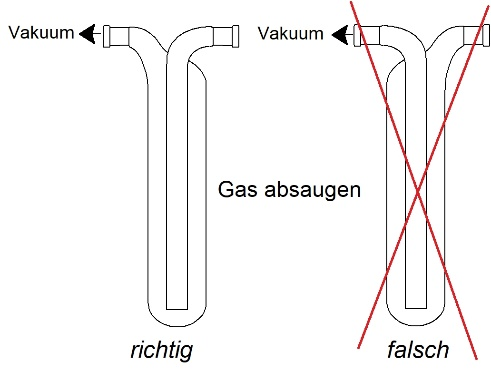 Vakuum
Vakuum
Gas absaugen
richtig
falsch